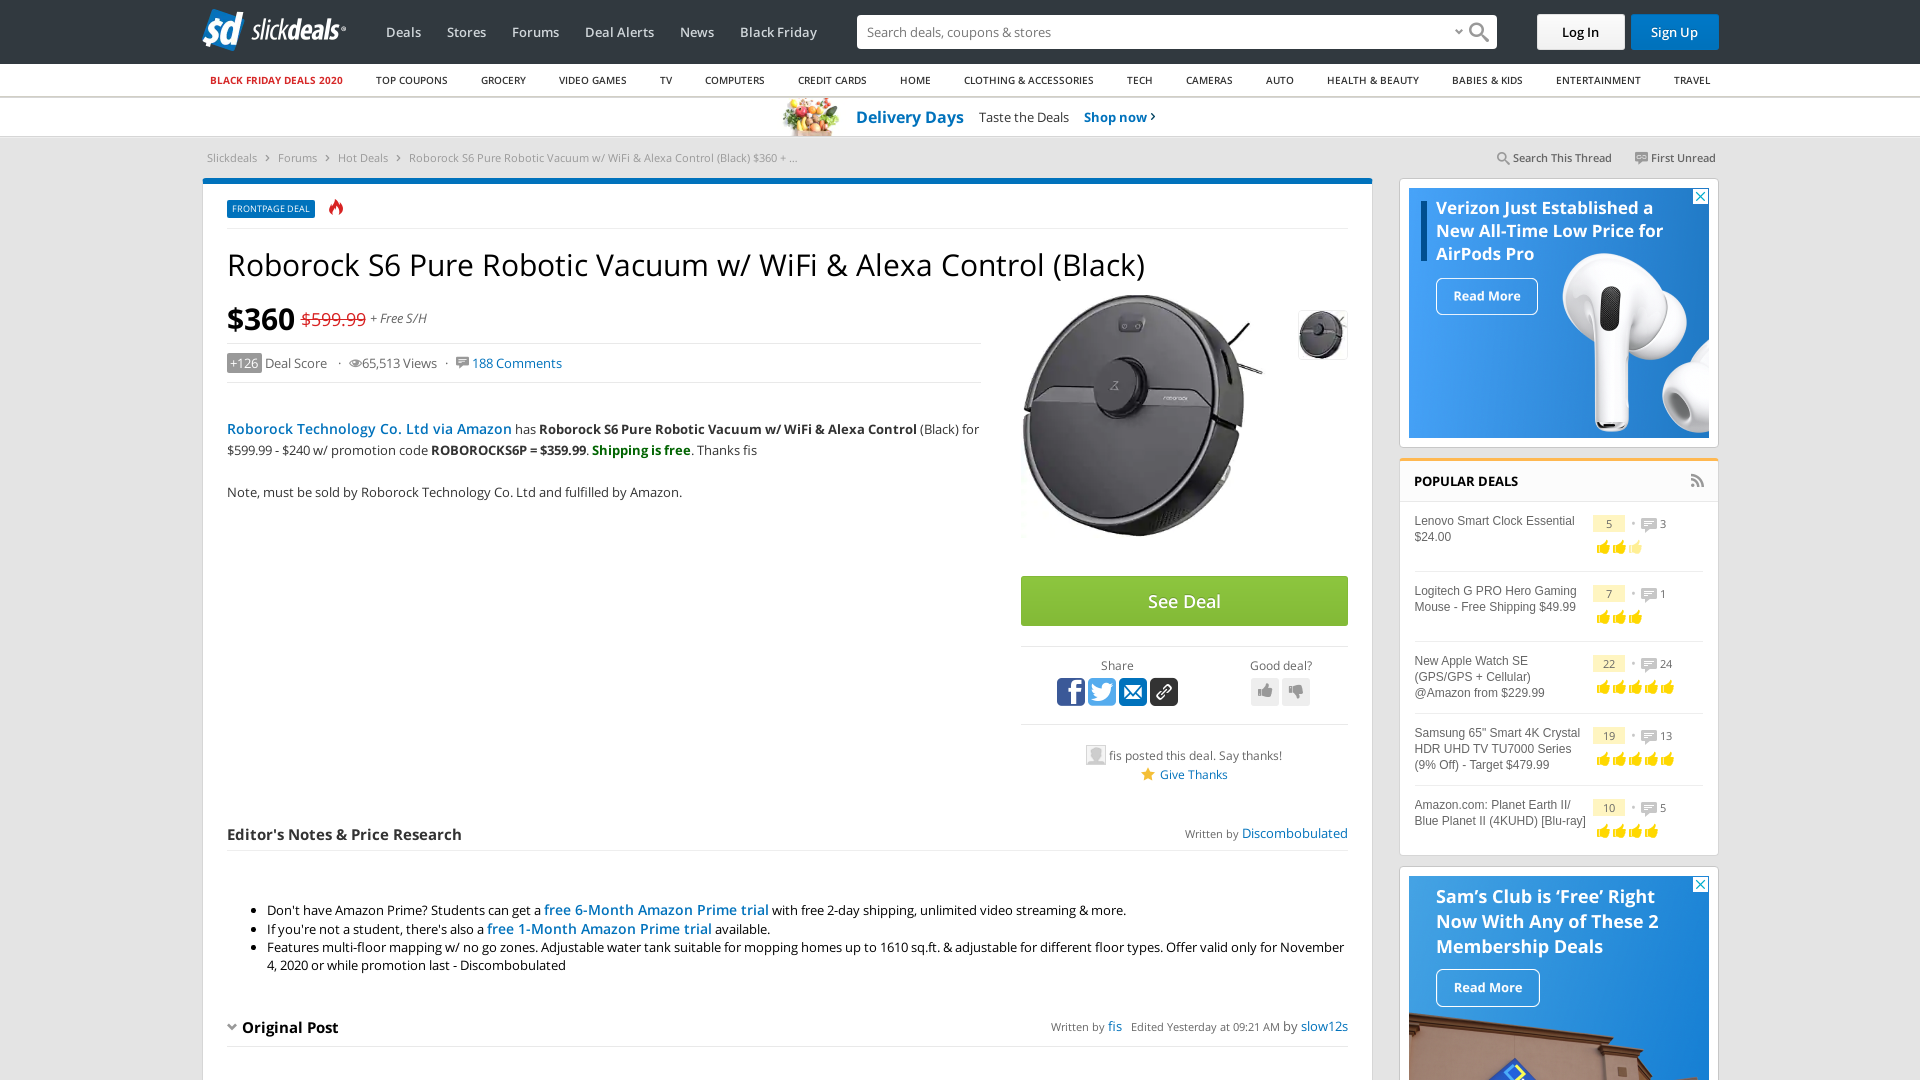 slickdeals
Deals
Stores
Forums
Deal Alerts
News
Black Friday
Search deals, coupons & stores
Log In
Sign Up
BLACK FRIDAY DEALS 2020
TOP COUPONS
GROCERY
VIDEO GAMES
TV
COMPUTERS
CREDIT CARDS
HOME
CLOTHING & ACCESSORIES
TECH
CAMERAS
AUTO
HEALTH & BEAUTY
BABIES & KIDS
ENTERTAINMENT
TRAVEL
Delivery Days Taste the Deals Shop now
Slickdeals > Forums > Hot Deals > Roborock S6 Pure Robotic Vacuum w/ WiFi & Alexa Control (Black) $360 + ...
Search This Thread
First Unread
FRONTPAGE DEAL
Roborock S6 Pure Robotic Vacuum w/ WiFi & Alexa Control (Black)
$360 $599.99 + Free S/H
+126 Deal Score · 65,513 Views · 188 Comments
Roborock Technology Co. Ltd via Amazon has Roborock S6 Pure Robotic Vacuum w/ WiFi & Alexa Control (Black) for
$599.99 - $240 w/ promotion code ROBOROCKS6P = $359.99. Shipping is free. Thanks fis
Note, must be sold by Roborock Technology Co. Ltd and fulfilled by Amazon.
roborock
See Deal
Share
Good deal?
fis posted this deal. Say thanks!
Give Thanks
Editor's Notes & Price Research
Written by Discombobulated
Don't have Amazon Prime? Students can get a free 6-Month Amazon Prime trial with free 2-day shipping, unlimited video streaming & more.
If you're not a student, there's also a free 1-Month Amazon Prime trial available.
Features multi-floor mapping w/ no go zones. Adjustable water tank suitable for mopping homes up to 1610 sq.ft. & adjustable for different floor types. Offer valid only for November
4, 2020 or while promotion last - Discombobulated
Original Post
Written by fis Edited Yesterday at 09:21 AM by slow12s
Verizon Just Established a
New All-Time Low Price for
AirPods Pro
Read More
POPULAR DEALS
Lenovo Smart Clock Essential
$24.00
5 • 3
Logitech G PRO Hero Gaming
Mouse - Free Shipping $49.99
7 • 1
New Apple Watch SE
(GPS/GPS + Cellular)
@Amazon from $229.99
22 • 24
Samsung 65" Smart 4K Crystal
HDR UHD TV TU7000 Series
(9% Off) - Target $479.99
19 • 13
Amazon.com: Planet Earth II/
Blue Planet II (4KUHD) [Blu-ray]
10 • 5
Sam's Club is ‘Free’ Right
Now With Any of These 2
Membership Deals
Read More